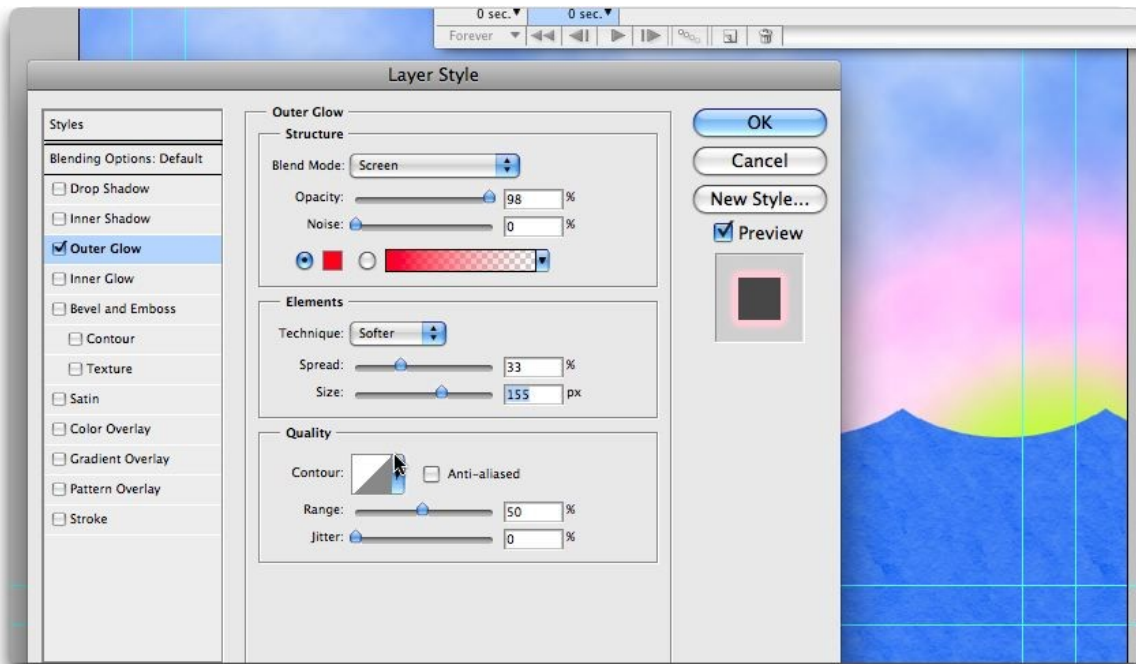 0 sec. 0 sec.
Forever
Layer Style
Styles
Blending Options: Default
Drop Shadow
Inner Shadow
Outer Glow
Inner Glow
Bevel and Emboss
Contour
Texture
Satin
Color Overlay
Gradient Overlay
Pattern Overlay
Stroke
Outer Glow
Structure
Blend Mode: Screen
Opacity: 98 %
Noise: 0 %
Elements
Technique: Softer
Spread: 33 %
Size: 155 px
Quality
Contour: Anti-aliased
Range: 50 %
Jitter: 0 %
OK
Cancel
New Style...
Preview